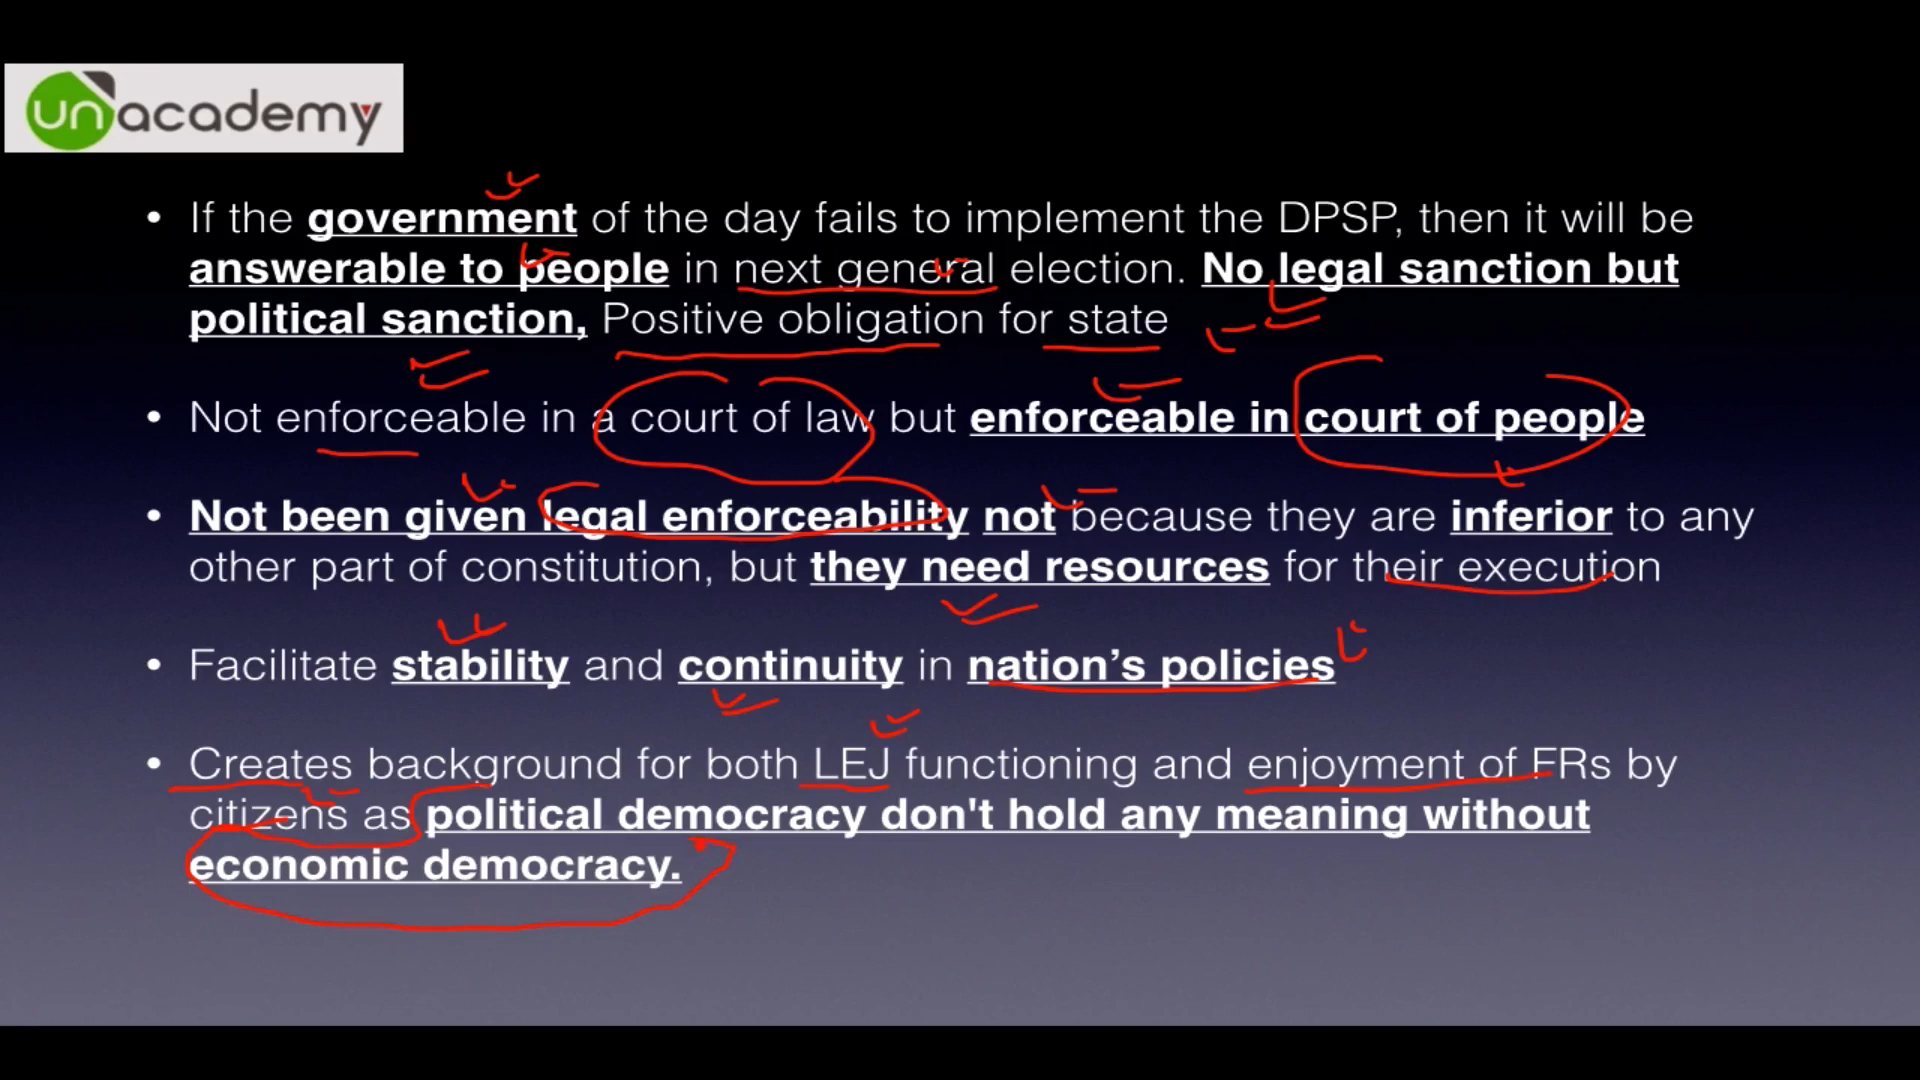 unacademy
• If the government of the day fails to implement the DPSP, then it will be
answerable to people in next general election. No legal sanction but
political sanction, Positive obligation for state
• Not enforceable in a court of law but enforceable in court of people
• Not been given legal enforceability not because they are inferior to any
other part of constitution, but they need resources for their execution
• Facilitate stability and continuity in nation’s policies
• Creates background for both LEJ functioning and enjoyment of FRs by
citizens as political democracy don't hold any meaning without
economic democracy.